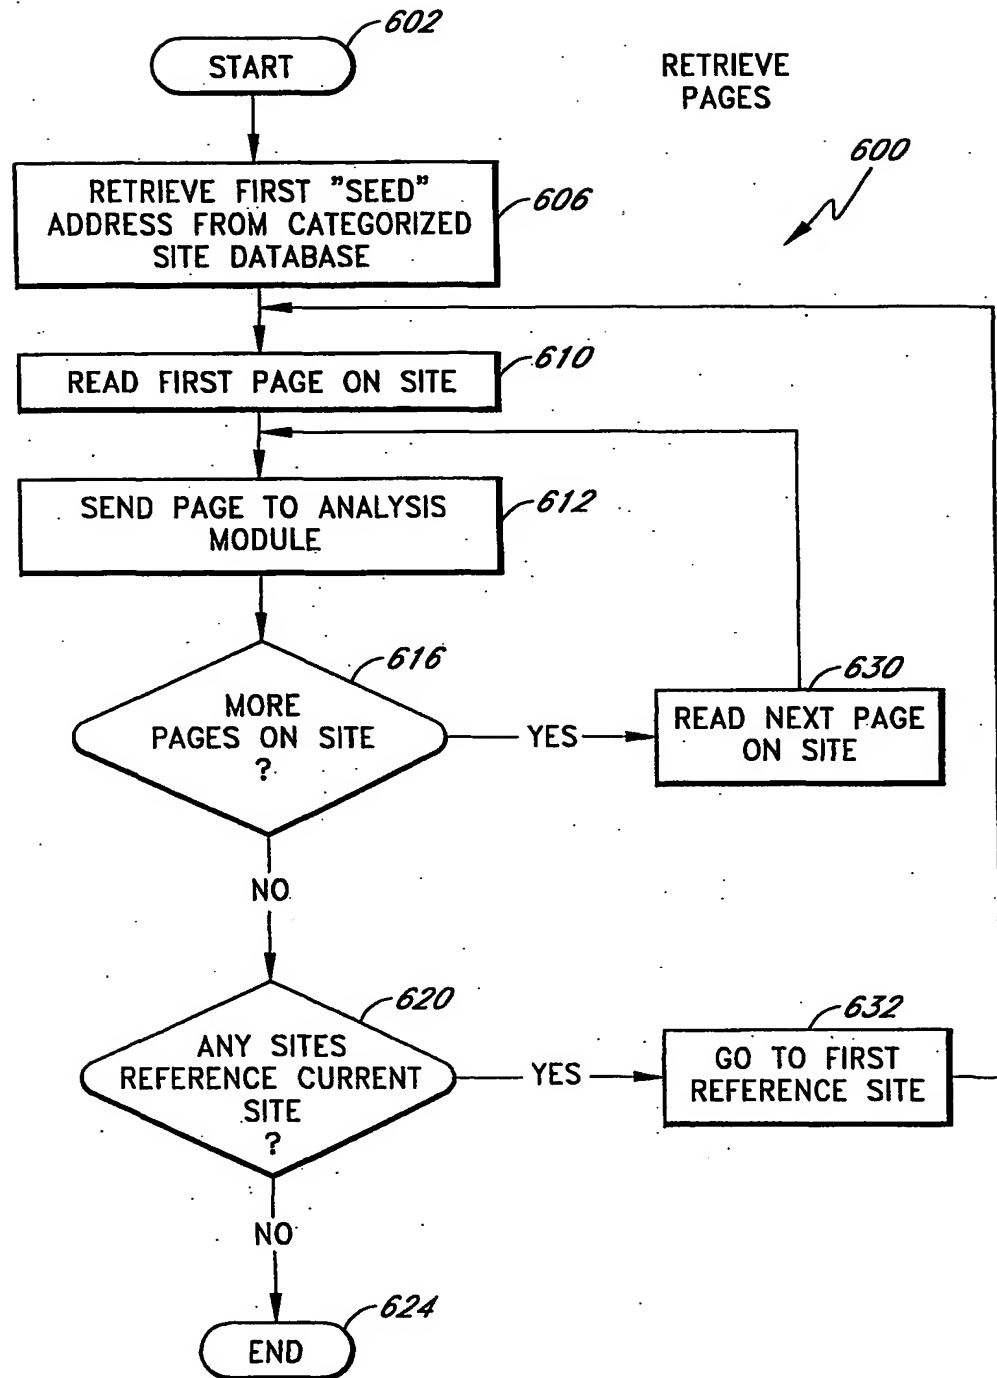 602
START
RETRIEVE
PAGES
600
RETRIEVE FIRST "SEED"
ADDRESS FROM CATEGORIZED
SITE DATABASE
606
READ FIRST PAGE ON SITE
610
SEND PAGE TO ANALYSIS
MODULE
612
616
MORE
PAGES ON SITE
?
YES
630
READ NEXT PAGE
ON SITE
NO
620
ANY SITES
REFERENCE CURRENT
SITE
?
YES
632
GO TO FIRST
REFERENCE SITE
NO
624
END